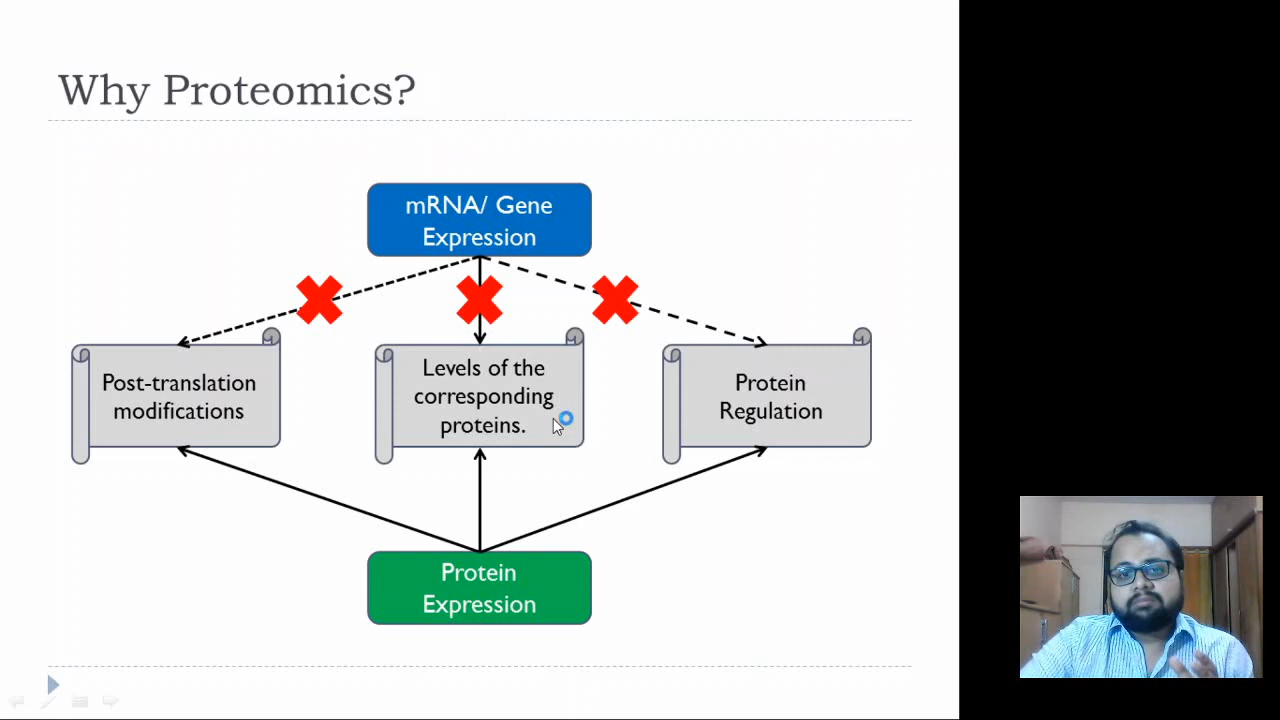 Why Proteomics?
mRNA/ Gene
Expression
Post-translation
modifications
Levels of the
corresponding
proteins.
Protein
Regulation
Protein
Expression